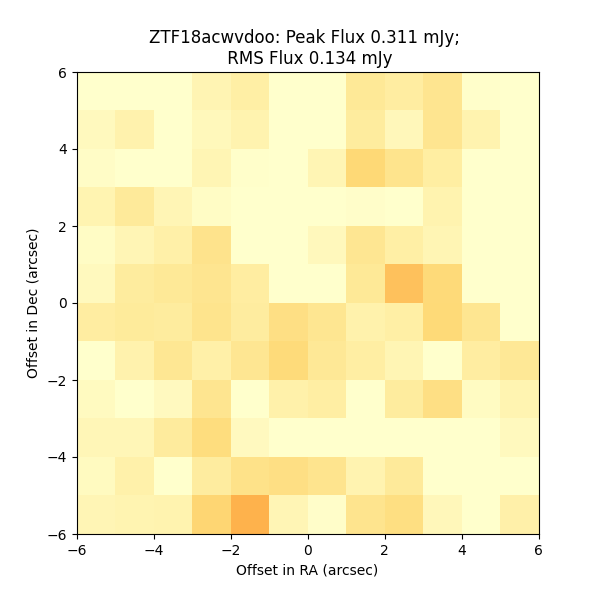 ZTF18acwvdoo: Peak Flux 0.311 mJy;
RMS Flux 0.134 mJy
6
4
2
0
−2
−4
−6
Offset in Dec (arcsec)
−6 −4 −2 0 2 4 6
Offset in RA (arcsec)